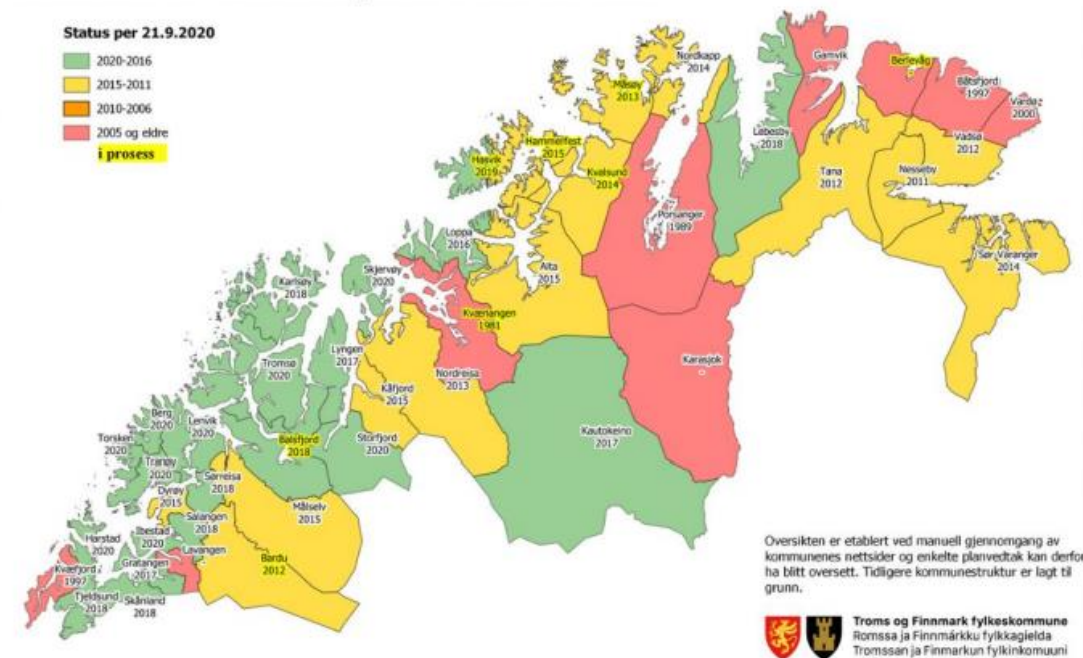 Status per 21.9.2020
2020-2016
2015-2011
2010-2006
2005 og eldre
i prosess
Nordkapp
2014
Gamvik
Berlevåg
Båtsfjord
1997
Vardø
2000
Måsøy
2013
Lebesby
2018
Vadsø
2012
Hammerfest
2015
Hasvik
2019
Kvalsund
2014
Tana
2012
Nesseby
2011
Porsanger
1989
Sør-Varanger
2014
Loppa
2016
Alta
2015
Skjervøy
2020
Karlsøy
2018
Kvænangen
1981
Lyngen
2017
Tromsø
2020
Nordreisa
2013
Karasjok
Kåfjord
2015
Kautokeino
2017
Berg
2020
Lenvik
2020
Torsken
2020
Balsfjord
2018
Storfjord
2020
Tranøy
2020
Sørreisa
2018
Dyrøy
2015
Målselv
2015
Salangen
2018
Harstad
2020
Ibestad
2020
Lavangen
Bardu
2012
Kvæfjord
1997
Gratangen
2017
Tjeldsund
2018
Skånland
2018
Oversikten er etablert ved manuell gjennomgang av
kommunenes nettsider og enkelte planvedtak kan derfor
ha blitt oversett. Tidligere kommunestruktur er lagt til
grunn.
Troms og Finnmark fylkeskommune
Romssa ja Finnmárkku fylkkagielda
Tromssan ja Finmarkun fylkinkomuuni